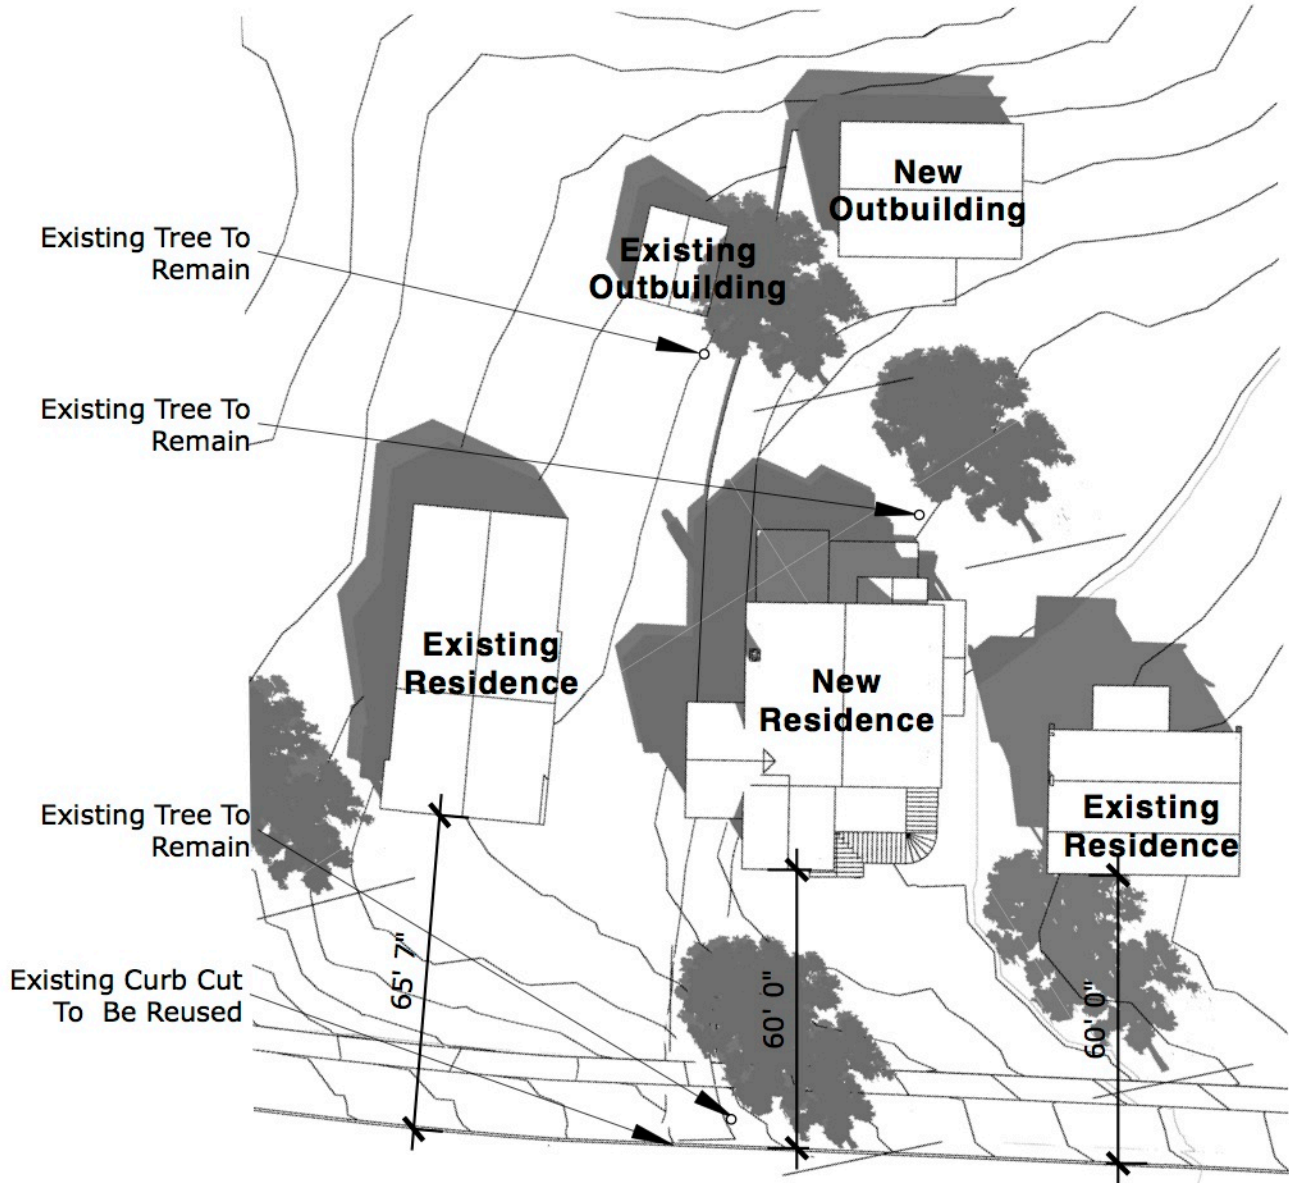 New
Outbuilding
Existing Tree To
Remain
Existing
Outbuilding
Existing Tree To
Remain
Existing
Residence
New
Residence
Existing
Residence
Existing Tree To
Remain
Existing Curb Cut
To Be Reused
65' 7"
60' 0"
60' 0"